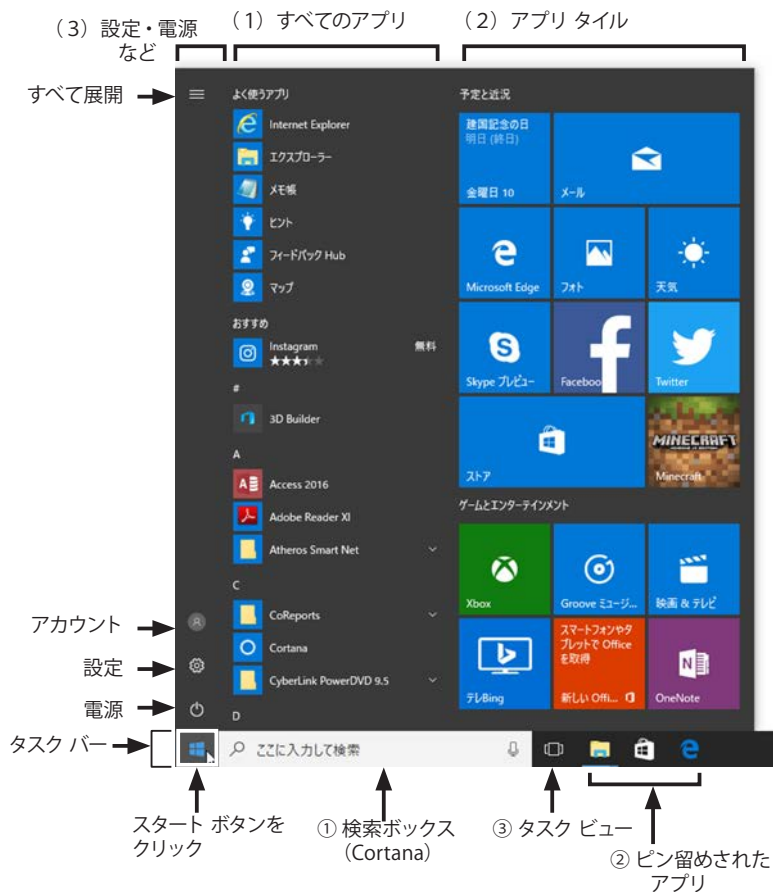 （3）設定・電源
など
（1）すべてのアプリ
（2）アプリ タイル
すべて展開
よく使うアプリ
Internet Explorer
エクスプローラー
メモ帳
ヒント
フィードバック Hub
マップ
おすすめ
Instagram
無料
#
3D Builder
A
Access 2016
Adobe Reader XI
Atheros Smart Net
C
CoReports
Cortana
CyberLink PowerDVD 9.5
D
予定と近況
建国記念の日
明日 (終日)
金曜日 10
メール
Microsoft Edge
フォト
天気
Skype プレビュー
Faceboo
Twitter
ストア
MINECRAFT
Minecraft
ゲームとエンターテインメント
Xbox
Groove ミュージ...
映画 & テレビ
テレBing
スマートフォンやタ
ブレットで Office
を取得
新しい Offi...
OneNote
アカウント
設定
電源
タスク バー
ここに入力して検索
スタート ボタンを
クリック
① 検索ボックス
（Cortana）
③ タスク ビュー
② ピン留めされた
アプリ